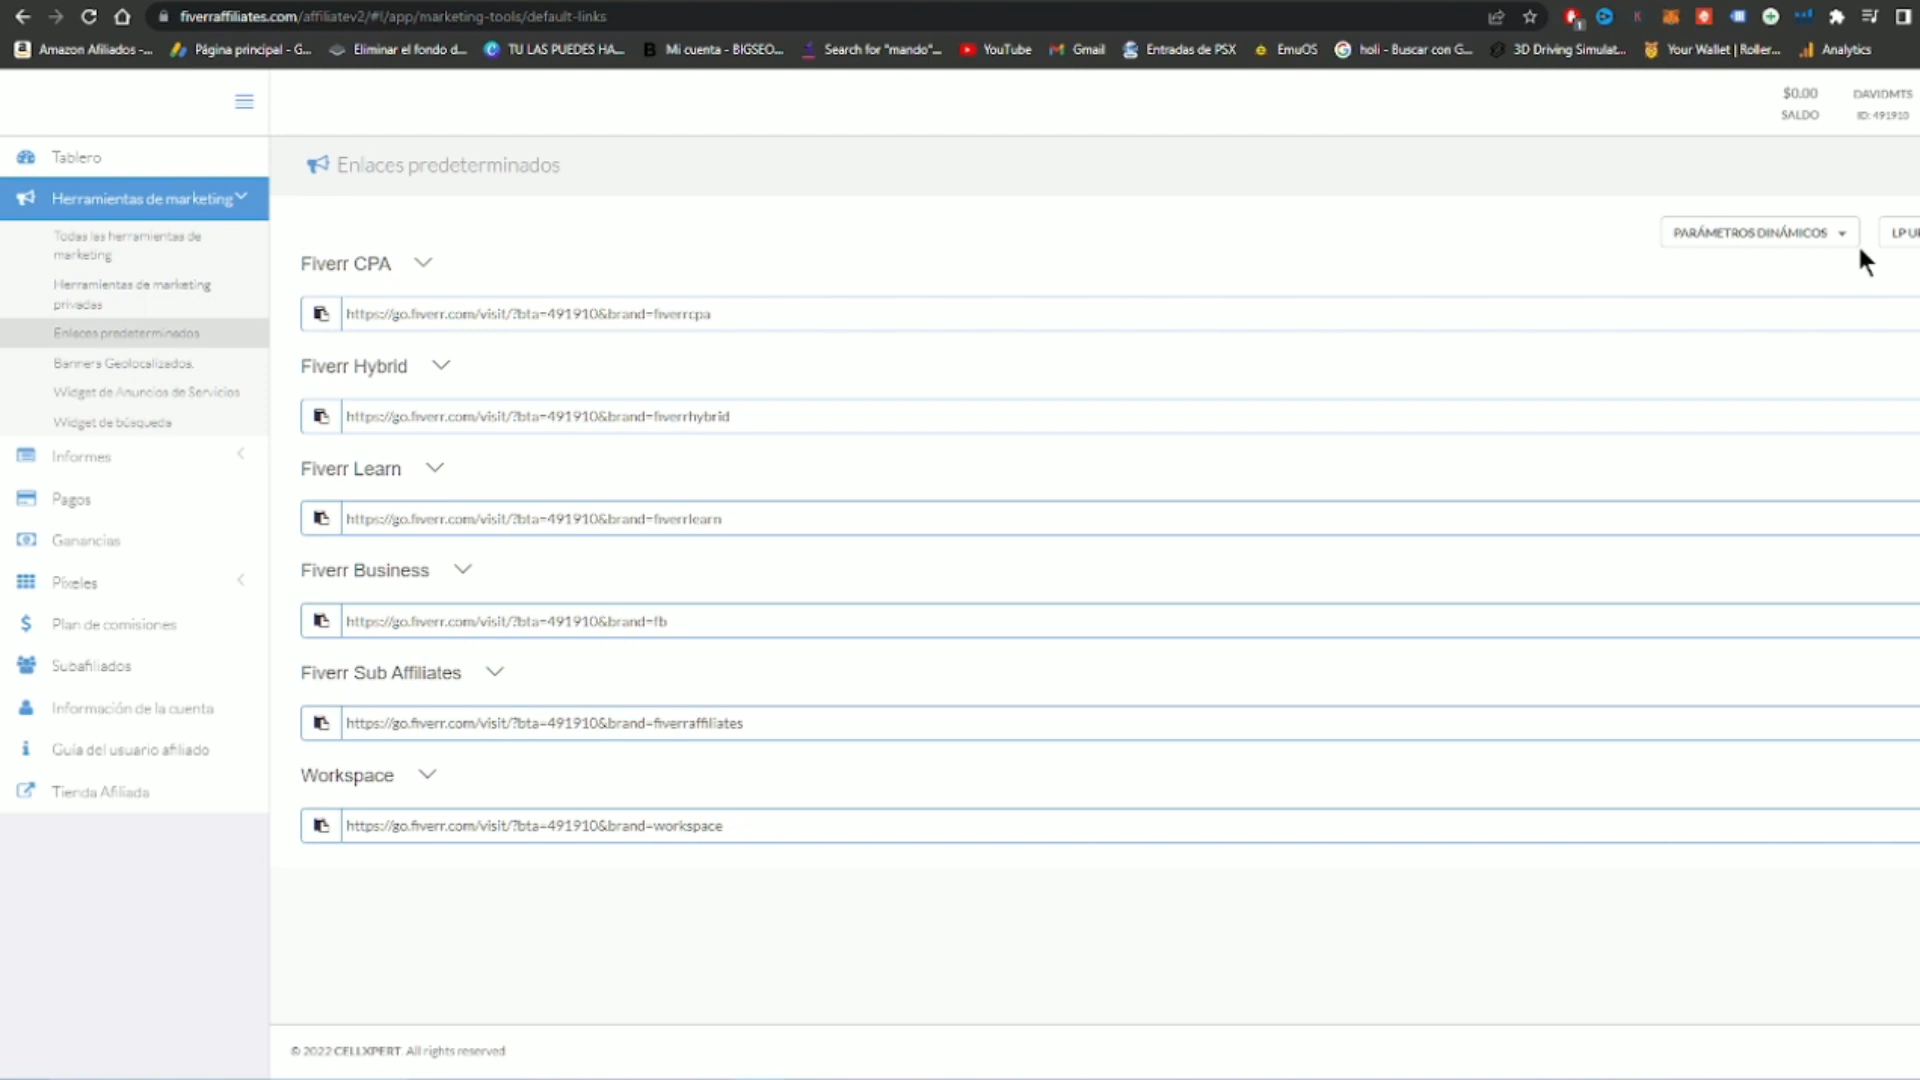 fiverraffiliates.com/affiliatev2/#!/app/marketing-tools/default-links
Amazon Afiliados -... Página principal - G... Eliminar el fondo d... TU LAS PUEDES HA... Mi cuenta - BIGSEO... Search for "mando"... YouTube Gmail Entradas de PSX EmuOS holi - Buscar con G... 3D Driving Simulat... Your Wallet | Roller... Analytics
$0.00 DAVIDMTS
SALDO ID: 491910
Tablero
Enlaces predeterminados
Herramientas de marketing
Todas las herramientas de
marketing
Herramientas de marketing
privadas
Enlaces predeterminados
Banners Geolocalizados.
Widget de Anuncios de Servicios
Widget de búsqueda
Informes
Pagos
Ganancias
Píxeles
Plan de comisiones
Subafiliados
Información de la cuenta
Guía del usuario afiliado
Tienda Afiliada
PARÁMETROS DINÁMICOS LP U
Fiverr CPA
https://go.fiverr.com/visit/?bta=491910&brand=fiverrcpa
Fiverr Hybrid
https://go.fiverr.com/visit/?bta=491910&brand=fiverrhybrid
Fiverr Learn
https://go.fiverr.com/visit/?bta=491910&brand=fiverrlearn
Fiverr Business
https://go.fiverr.com/visit/?bta=491910&brand=fb
Fiverr Sub Affiliates
https://go.fiverr.com/visit/?bta=491910&brand=fiverraffiliates
Workspace
https://go.fiverr.com/visit/?bta=491910&brand=workspace
© 2022 CELLXPERT. All rights reserved